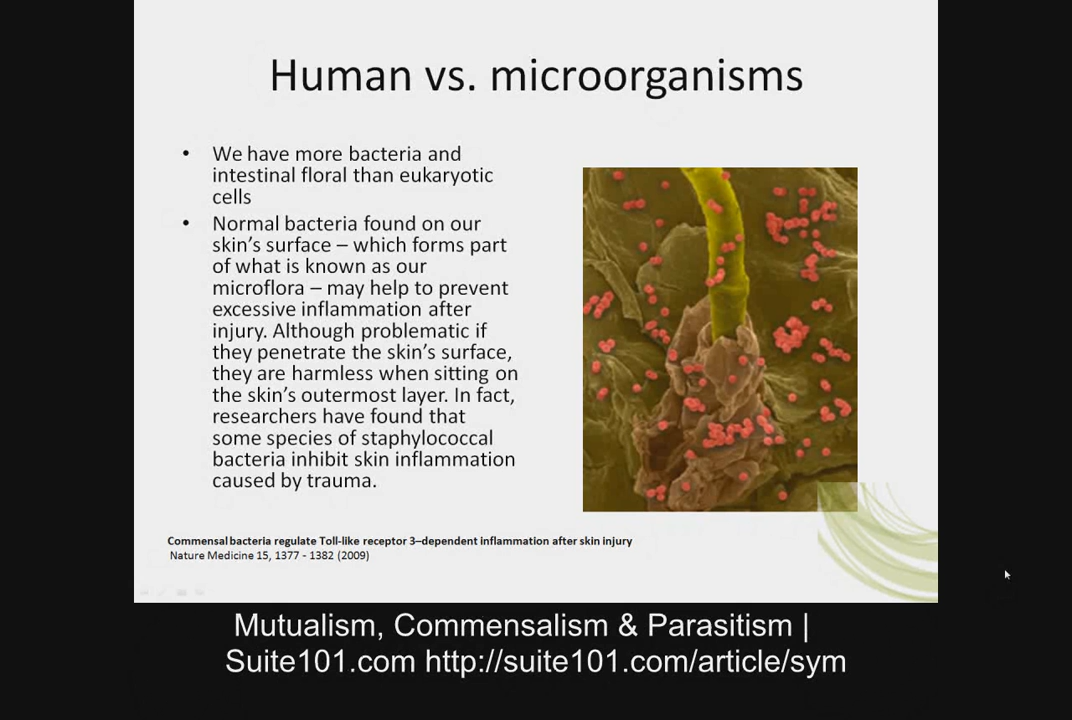 Human vs. microorganisms
• We have more bacteria and
intestinal floral than eukaryotic
cells
• Normal bacteria found on our
skin’s surface – which forms part
of what is known as our
microflora – may help to prevent
excessive inflammation after
injury. Although problematic if
they penetrate the skin’s surface,
they are harmless when sitting on
the skin’s outermost layer. In fact,
researchers have found that
some species of staphylococcal
bacteria inhibit skin inflammation
caused by trauma.
Commensal bacteria regulate Toll-like receptor 3–dependent inflammation after skin injury
Nature Medicine 15, 1377 - 1382 (2009)
Mutualism, Commensalism & Parasitism |
Suite101.com http://suite101.com/article/sym